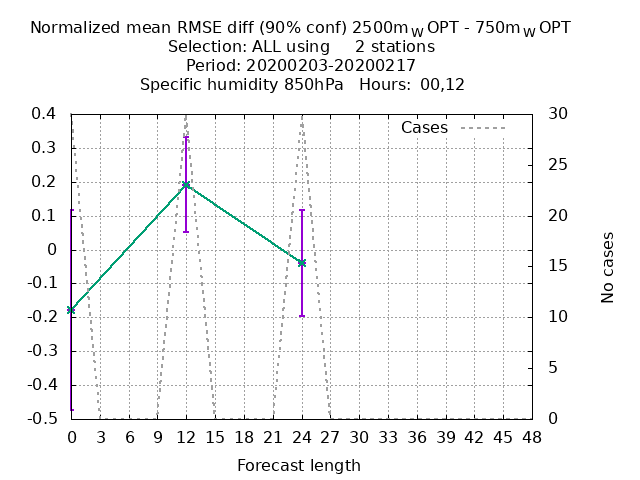 Normalized mean RMSE diff (90% conf) 2500m W OPT - 750m W OPT
Selection: ALL using 2 stations
Period: 20200203-20200217
Specific humidity 850hPa Hours: 00,12
Cases
0.4
0.3
0.2
0.1
0
-0.1
-0.2
-0.3
-0.4
-0.5
30
25
20
15
10
5
0
No cases
0 3 6 9 12 15 18 21 24 27 30 33 36 39 42 45 48
Forecast length